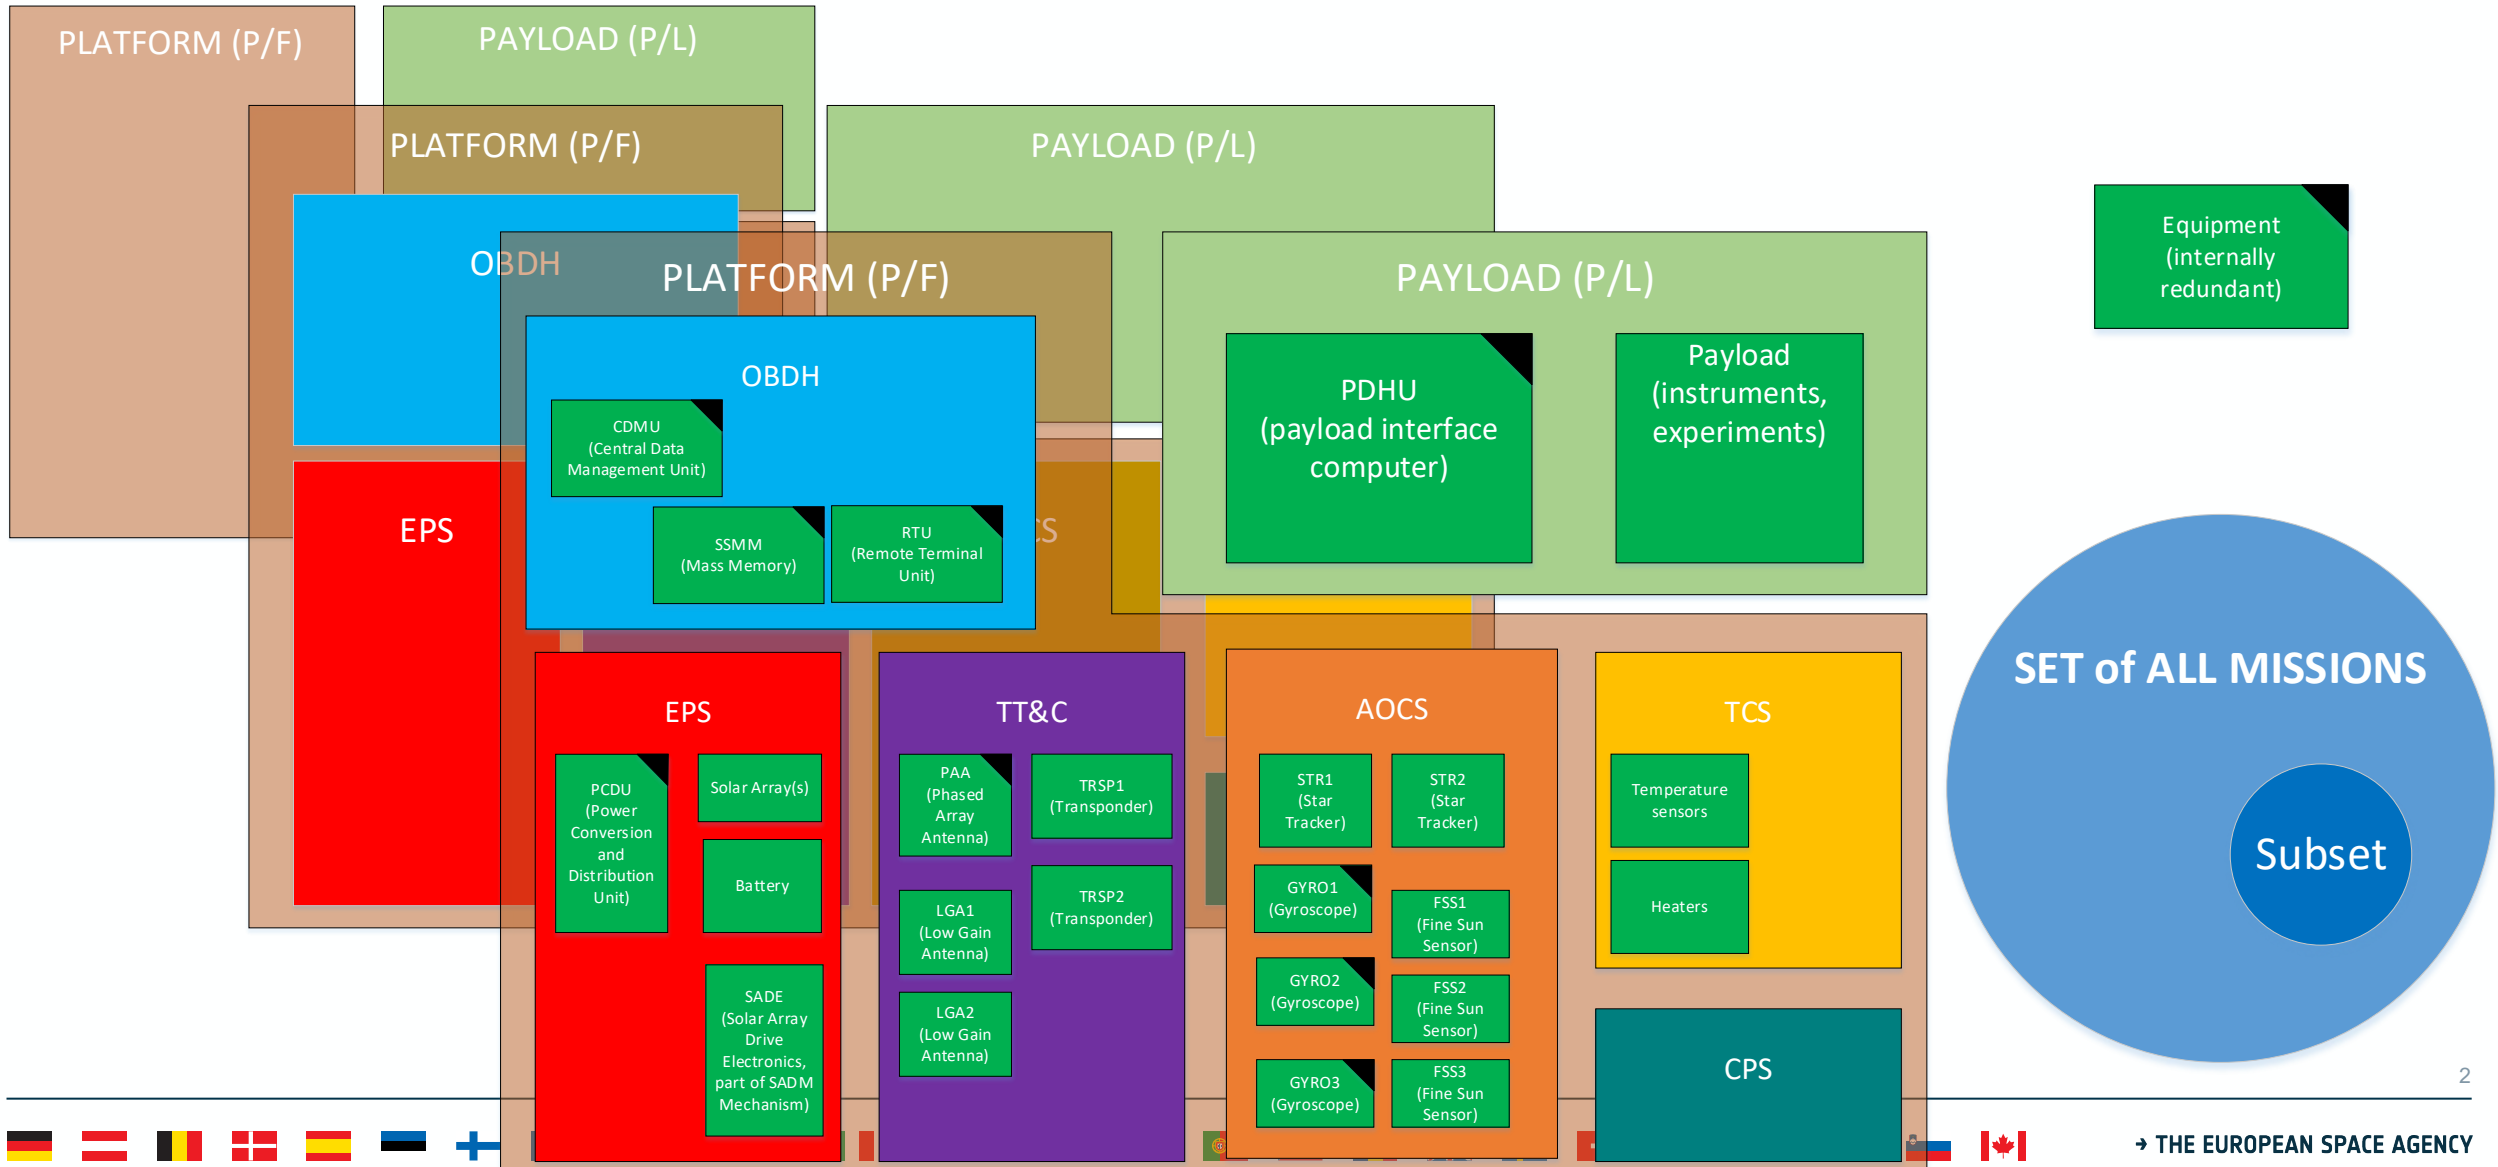 PLATFORM (P/F)
PAYLOAD (P/L)
PLATFORM (P/F)
PAYLOAD (P/L)
OBDH
EPS
CS
PLATFORM (P/F)
PAYLOAD (P/L)
OBDH
CDMU
(Central Data
Management Unit)
SSMM
(Mass Memory)
RTU
(Remote Terminal
Unit)
PDHU
(payload interface
computer)
Payload
(instruments,
experiments)
Equipment
(internally
redundant)
EPS
PCDU
(Power
Conversion
and
Distribution
Unit)
Solar Array(s)
Battery
SADE
(Solar Array
Drive
Electronics,
part of SADM
Mechanism)
TT&C
PAA
(Phased
Array
Antenna)
TRSP1
(Transponder)
LGA1
(Low Gain
Antenna)
TRSP2
(Transponder)
LGA2
(Low Gain
Antenna)
AOCS
STR1
(Star
Tracker)
STR2
(Star
Tracker)
GYRO1
(Gyroscope)
FSS1
(Fine Sun
Sensor)
GYRO2
(Gyroscope)
FSS2
(Fine Sun
Sensor)
GYRO3
(Gyroscope)
FSS3
(Fine Sun
Sensor)
TCS
Temperature
sensors
Heaters
CPS
SET of ALL MISSIONS
Subset
2
→ THE EUROPEAN SPACE AGENCY